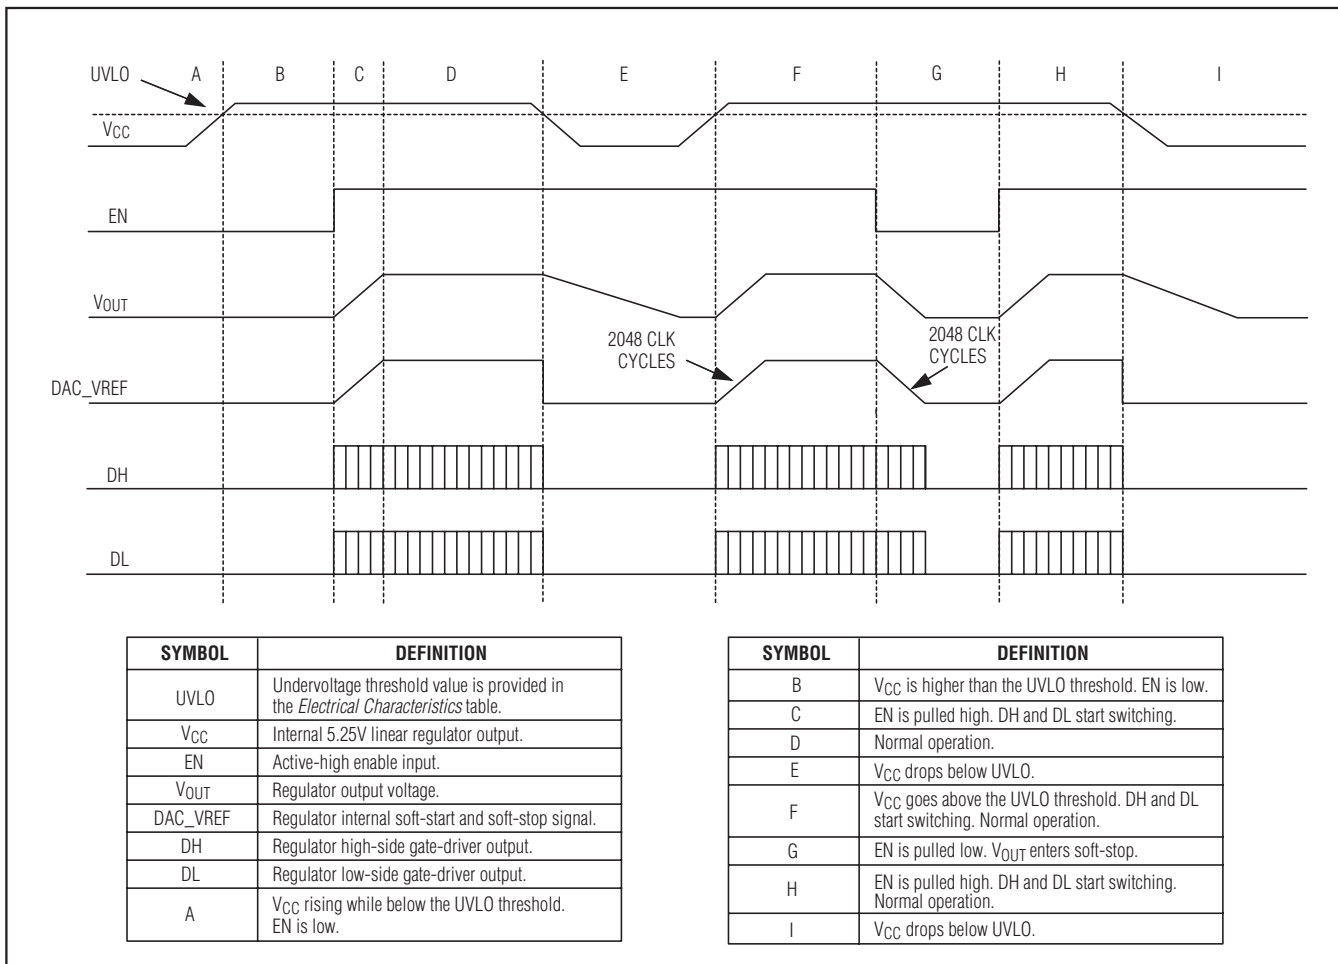 UVLO A B C D E F G H I
VCC
EN
VOUT
2048 CLK
CYCLES
2048 CLK
CYCLES
DAC_VREF
DH
DL
SYMBOL DEFINITION
UVLO Undervoltage threshold value is provided in
the Electrical Characteristics table.
VCC Internal 5.25V linear regulator output.
EN Active-high enable input.
VOUT Regulator output voltage.
DAC_VREF Regulator internal soft-start and soft-stop signal.
DH Regulator high-side gate-driver output.
DL Regulator low-side gate-driver output.
A VCC rising while below the UVLO threshold.
EN is low.
SYMBOL DEFINITION
B VCC is higher than the UVLO threshold. EN is low.
C EN is pulled high. DH and DL start switching.
D Normal operation.
E VCC drops below UVLO.
F VCC goes above the UVLO threshold. DH and DL
start switching. Normal operation.
G EN is pulled low. VOUT enters soft-stop.
H EN is pulled high. DH and DL start switching.
Normal operation.
I VCC drops below UVLO.